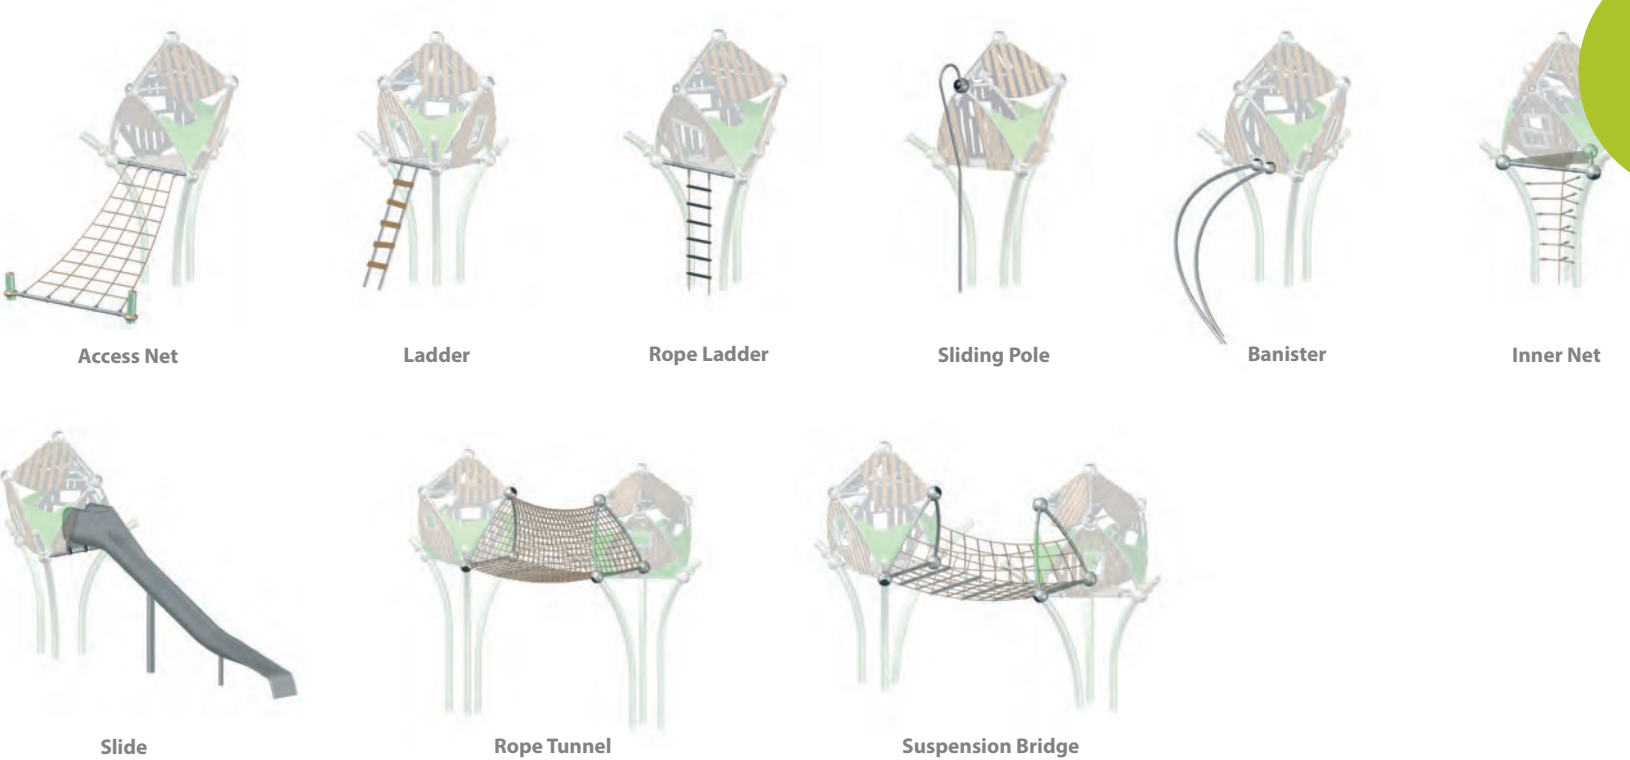 Access Net
Ladder
Rope Ladder
Sliding Pole
Banister
Inner Net
Slide
Rope Tunnel
Suspension Bridge